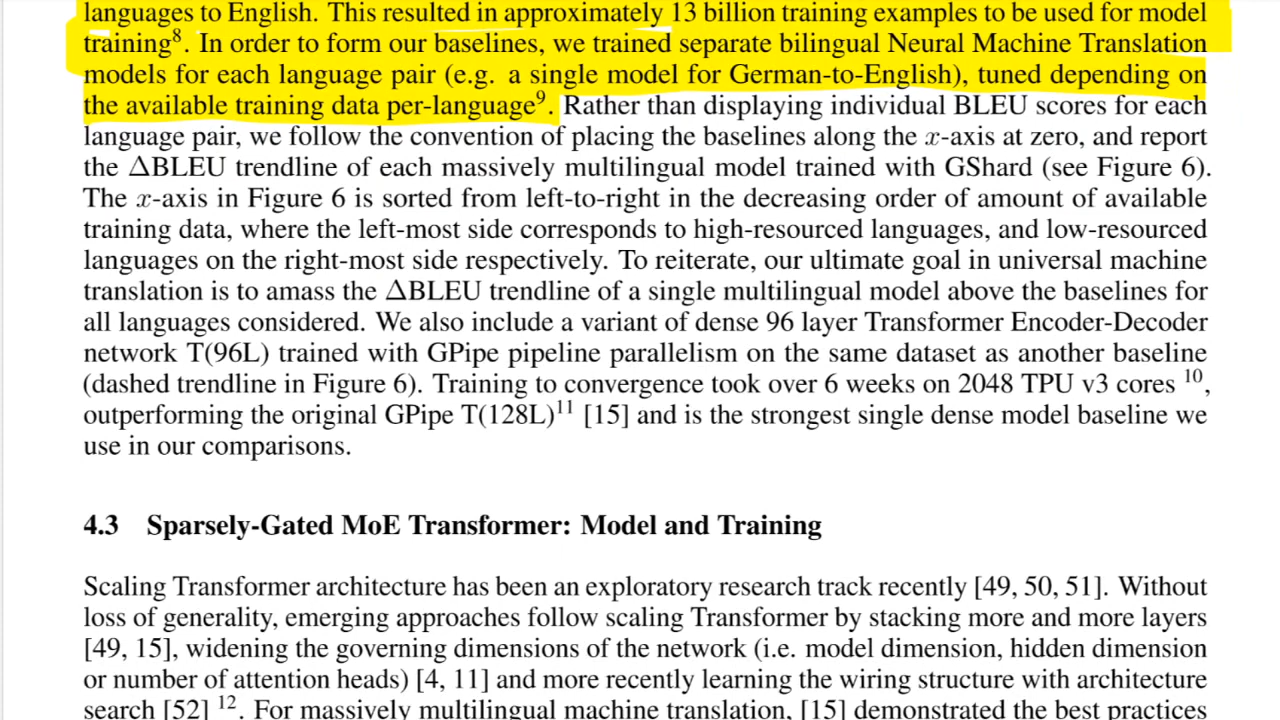 languages to English. This resulted in approximately 13 billion training examples to be used for model
training⁸. In order to form our baselines, we trained separate bilingual Neural Machine Translation
models for each language pair (e.g. a single model for German-to-English), tuned depending on
the available training data per-language⁹. Rather than displaying individual BLEU scores for each
language pair, we follow the convention of placing the baselines along the x-axis at zero, and report
the ΔBLEU trendline of each massively multilingual model trained with GShard (see Figure 6).
The x-axis in Figure 6 is sorted from left-to-right in the decreasing order of amount of available
training data, where the left-most side corresponds to high-resourced languages, and low-resourced
languages on the right-most side respectively. To reiterate, our ultimate goal in universal machine
translation is to amass the ΔBLEU trendline of a single multilingual model above the baselines for
all languages considered. We also include a variant of dense 96 layer Transformer Encoder-Decoder
network T(96L) trained with GPipe pipeline parallelism on the same dataset as another baseline
(dashed trendline in Figure 6). Training to convergence took over 6 weeks on 2048 TPU v3 cores ¹⁰,
outperforming the original GPipe T(128L)¹¹ [15] and is the strongest single dense model baseline we
use in our comparisons.
4.3 Sparsely-Gated MoE Transformer: Model and Training
Scaling Transformer architecture has been an exploratory research track recently [49, 50, 51]. Without
loss of generality, emerging approaches follow scaling Transformer by stacking more and more layers
[49, 15], widening the governing dimensions of the network (i.e. model dimension, hidden dimension
or number of attention heads) [4, 11] and more recently learning the wiring structure with architecture
search [52] ¹². For massively multilingual machine translation, [15] demonstrated the best practices